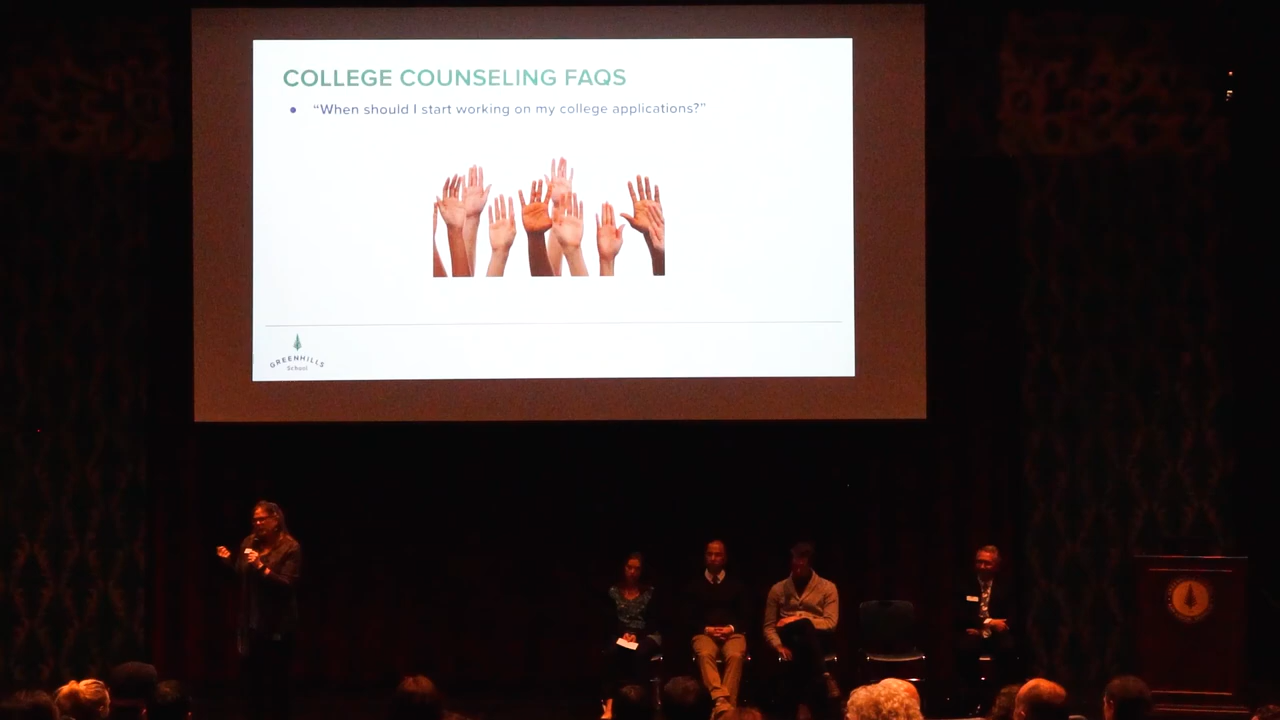 COLLEGE COUNSELING FAQS
• “When should I start working on my college applications?”
GREENHILLS
School